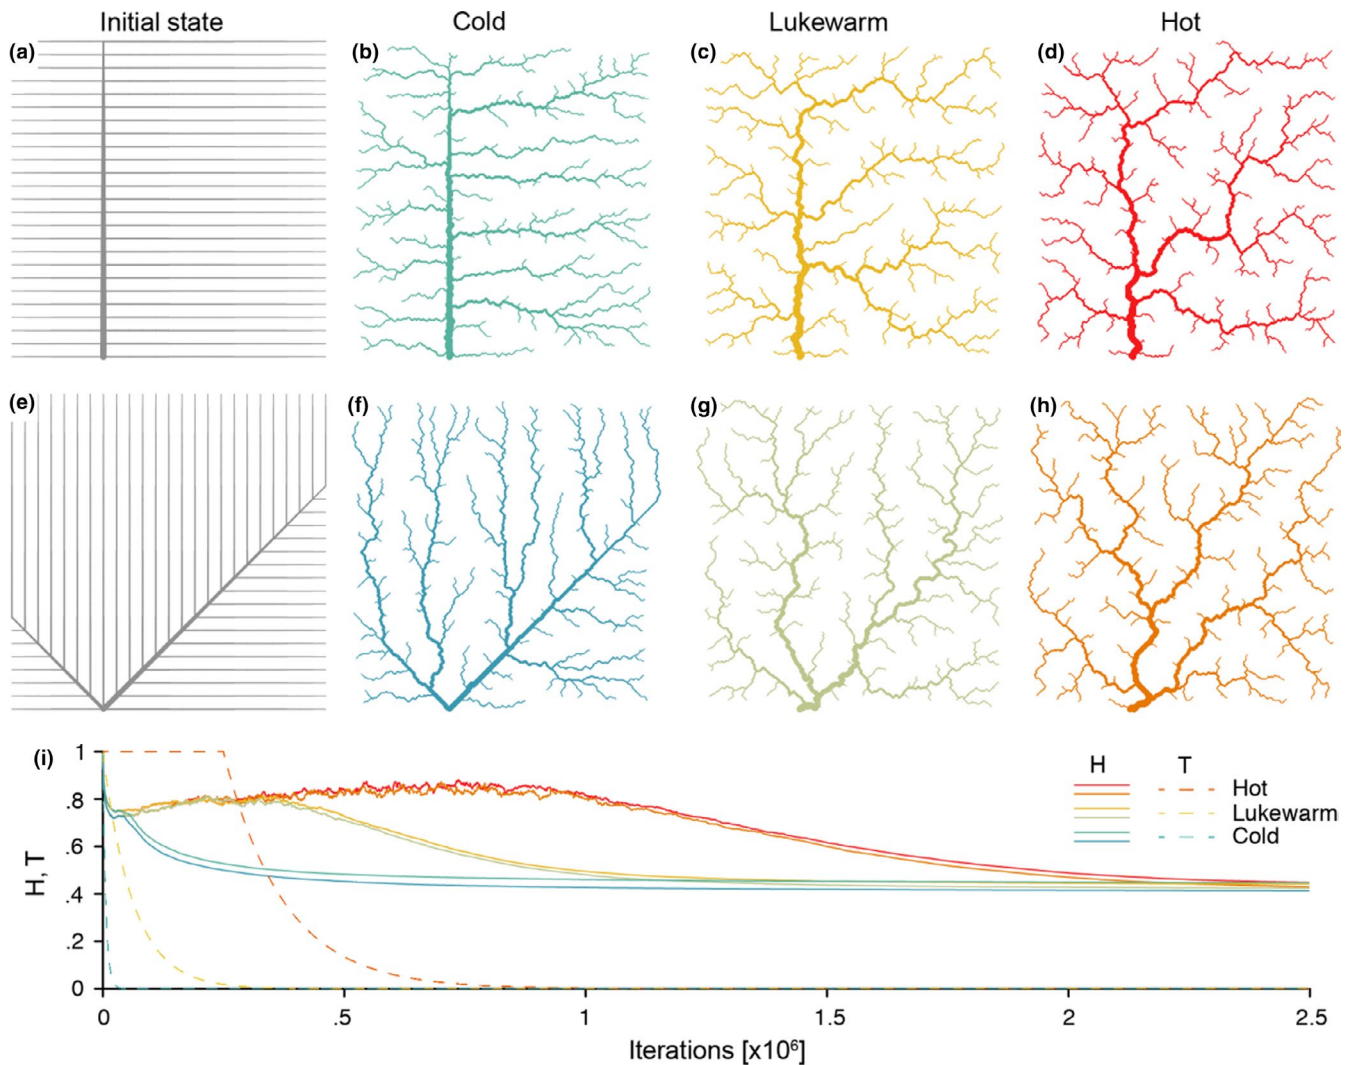 Initial state Cold Lukewarm Hot
(a) (b) (c) (d)
(e) (f) (g) (h)
(i)
H T
Hot
Lukewarm
Cold
1
.8
.6
.4
.2
0
H, T
0 .5 1 1.5 2 2.5
Iterations [x10⁶]